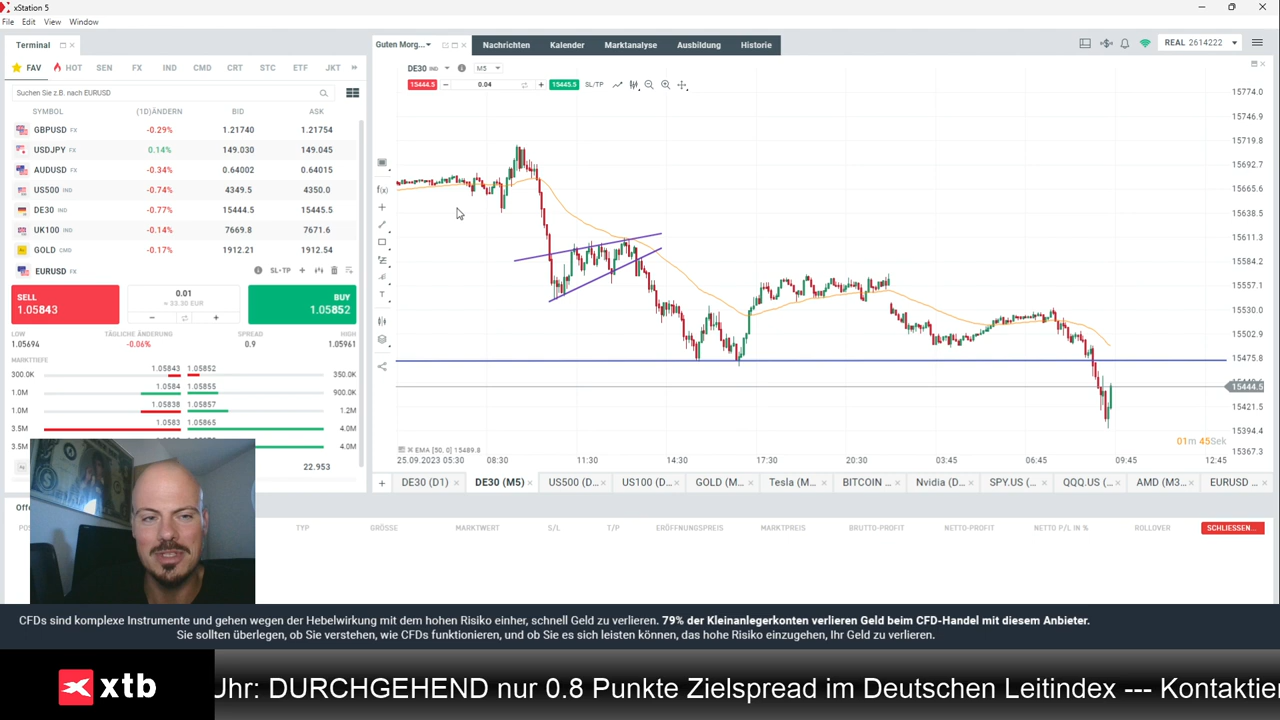 xStation 5
File Edit View Window
Terminal
Guten Morg...
Nachrichten
Kalender
Marktanalyse
Ausbildung
Historie
REAL 2614222
FAV HOT SEN FX IND CMD CRT STC ETF JKT
DE30 IND M5
Suchen Sie z.B. nach EURUSD
15444.5 0.04 15445.5 SL/TP
SYMBOL (1D)ÄNDERN BID ASK
GBPUSD FX -0.29% 1.21740 1.21754
USDJPY FX 0.14% 149.030 149.045
AUDUSD FX -0.34% 0.64002 0.64015
US500 IND -0.74% 4349.5 4350.0
DE30 IND -0.77% 15444.5 15445.5
UK100 IND -0.14% 7669.8 7671.6
GOLD CMD -0.17% 1912.21 1912.54
EURUSD FX SL•TP
SELL
1.05843
0.01
≈ 33.30 EUR
BUY
1.05852
LOW TÄGLICHE ÄNDERUNG SPREAD HIGH
1.05694 -0.06% 0.9 1.05961
MARKTTIEFE
300.0K 1.05843 1.05852 350.0K
1.0M 1.0584 1.05855 900.0K
1.0M 1.05838 1.05857 1.2M
3.5M 1.0583 1.05865 4.0M
3.5M 4.0M
22.953
15774.0
15746.9
15719.8
15692.7
15665.6
15638.5
15611.3
15584.2
15557.1
15530.0
15502.9
15475.8
15444.5
15421.5
15394.4
15367.3
01m 45Sek
EMA [50, 0] 15489.8
25.09.2023 05:30 08:30 11:30 14:30 17:30 20:30 03:45 06:45 09:45 12:45
DE30 (D1) DE30 (M5) US500 (D... US100 (D... GOLD (M... Tesla (M... BITCOIN ... Nvidia (D... SPY.US (... QQQ.US (... AMD (M3... EURUSD ...
TYP GRÖSSE MARKTWERT S/L T/P ERÖFFNUNGSPREIS MARKTPREIS BRUTTO-PROFIT NETTO-PROFIT NETTO P/L IN % ROLLOVER SCHLIESSEN...
CFDs sind komplexe Instrumente und gehen wegen der Hebelwirkung mit dem hohen Risiko einher, schnell Geld zu verlieren. 79% der Kleinanlegerkonten verlieren Geld beim CFD-Handel mit diesem Anbieter.
Sie sollten überlegen, ob Sie verstehen, wie CFDs funktionieren, und ob Sie es sich leisten können, das hohe Risiko einzugehen, Ihr Geld zu verlieren.
xtb
Uhr: DURCHGEHEND nur 0.8 Punkte Zielspread im Deutschen Leitindex --- Kontaktier